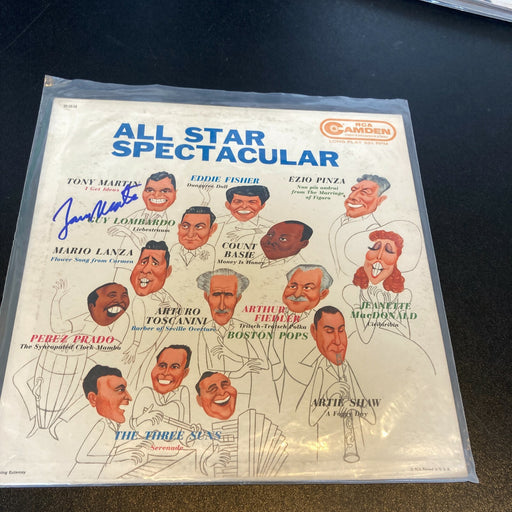 RCA
CAMDEN
LONG PLAY 33⅓ RPM
ALL STAR
SPECTACULAR
TONY MARTIN
I Get Ideas
EDDIE FISHER
Dungaree Doll
EZIO PINZA
Non più andrai
from The Marriage
of Figaro
Tony Martin
GUY LOMBARDO
Liebestraum
MARIO LANZA
Flower Song from Carmen
COUNT
BASIE
Money Is Honey
JEANETTE
MacDONALD
Ciribiribin
ARTURO
TOSCANINI
Barber of Seville Overture
ARTHUR
FIEDLER
Tritsch-Tratsch Polka
BOSTON POPS
PEREZ PRADO
The Syncopated Clock Mambo
ARTIE SHAW
A Foggy Day
THE THREE SUNS
Serenade